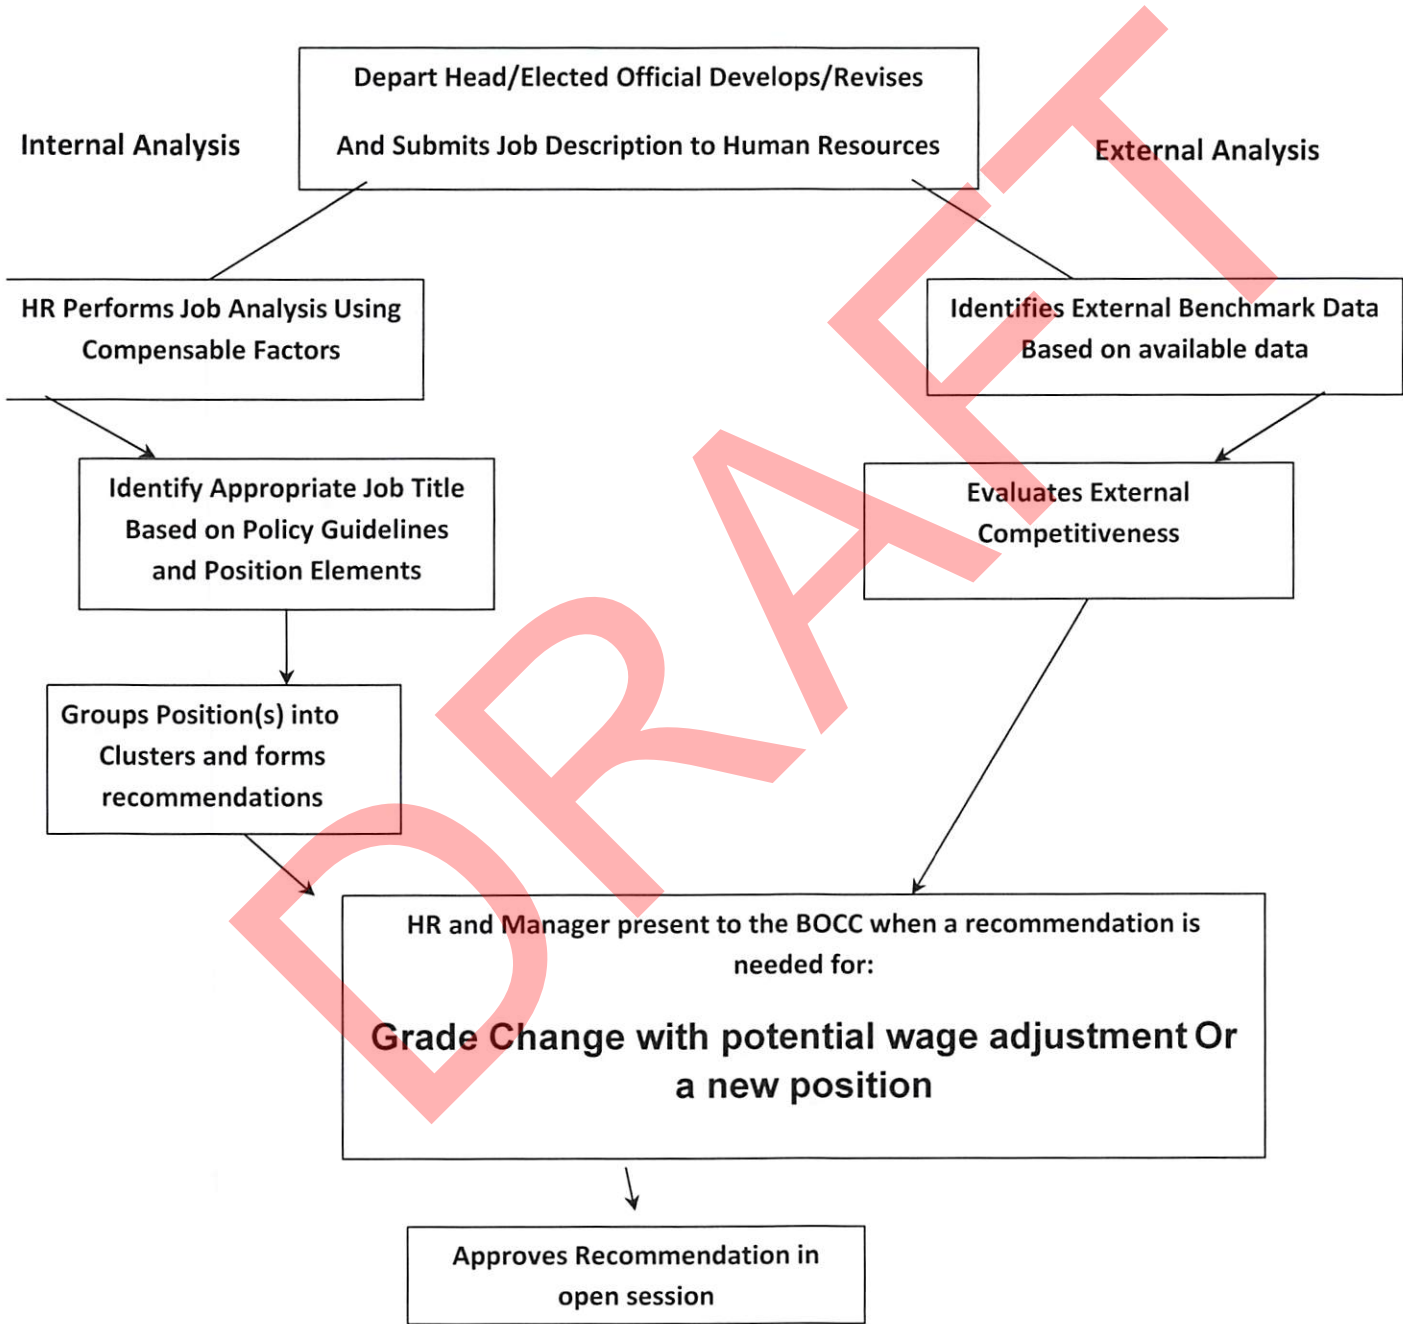 Depart Head/Elected Official Develops/Revises
And Submits Job Description to Human Resources
Internal Analysis
External Analysis
HR Performs Job Analysis Using
Compensable Factors
Identifies External Benchmark Data
Based on available data
Identify Appropriate Job Title
Based on Policy Guidelines
and Position Elements
Evaluates External
Competitiveness
Groups Position(s) into
Clusters and forms
recommendations
HR and Manager present to the BOCC when a recommendation is
needed for:
Grade Change with potential wage adjustment Or
a new position
Approves Recommendation in
open session
DRAFT